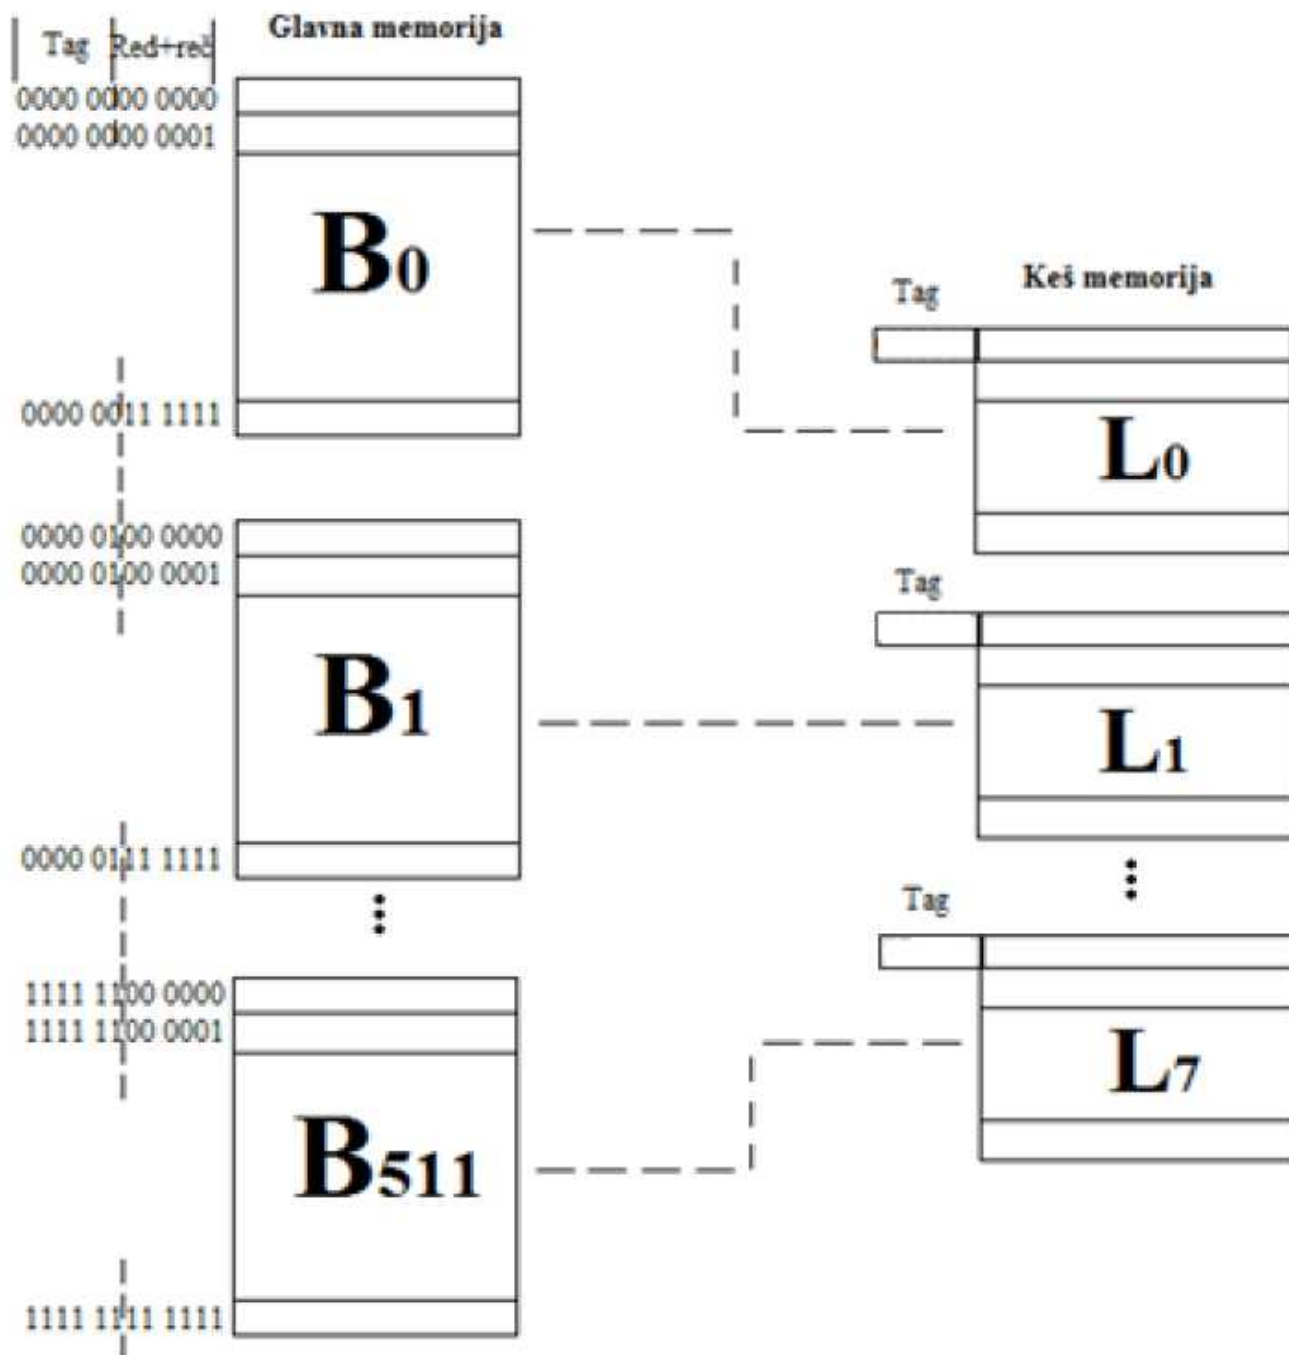 Tag Red+reč Glavna memorija
0000 0000 0000
0000 0000 0001
B0
0000 0011 1111
0000 0100 0000
0000 0100 0001
B1
0000 0111 1111
⋮
1111 1100 0000
1111 1100 0001
B511
1111 1111 1111
Keš memorija
Tag
L0
Tag
L1
⋮
Tag
L7